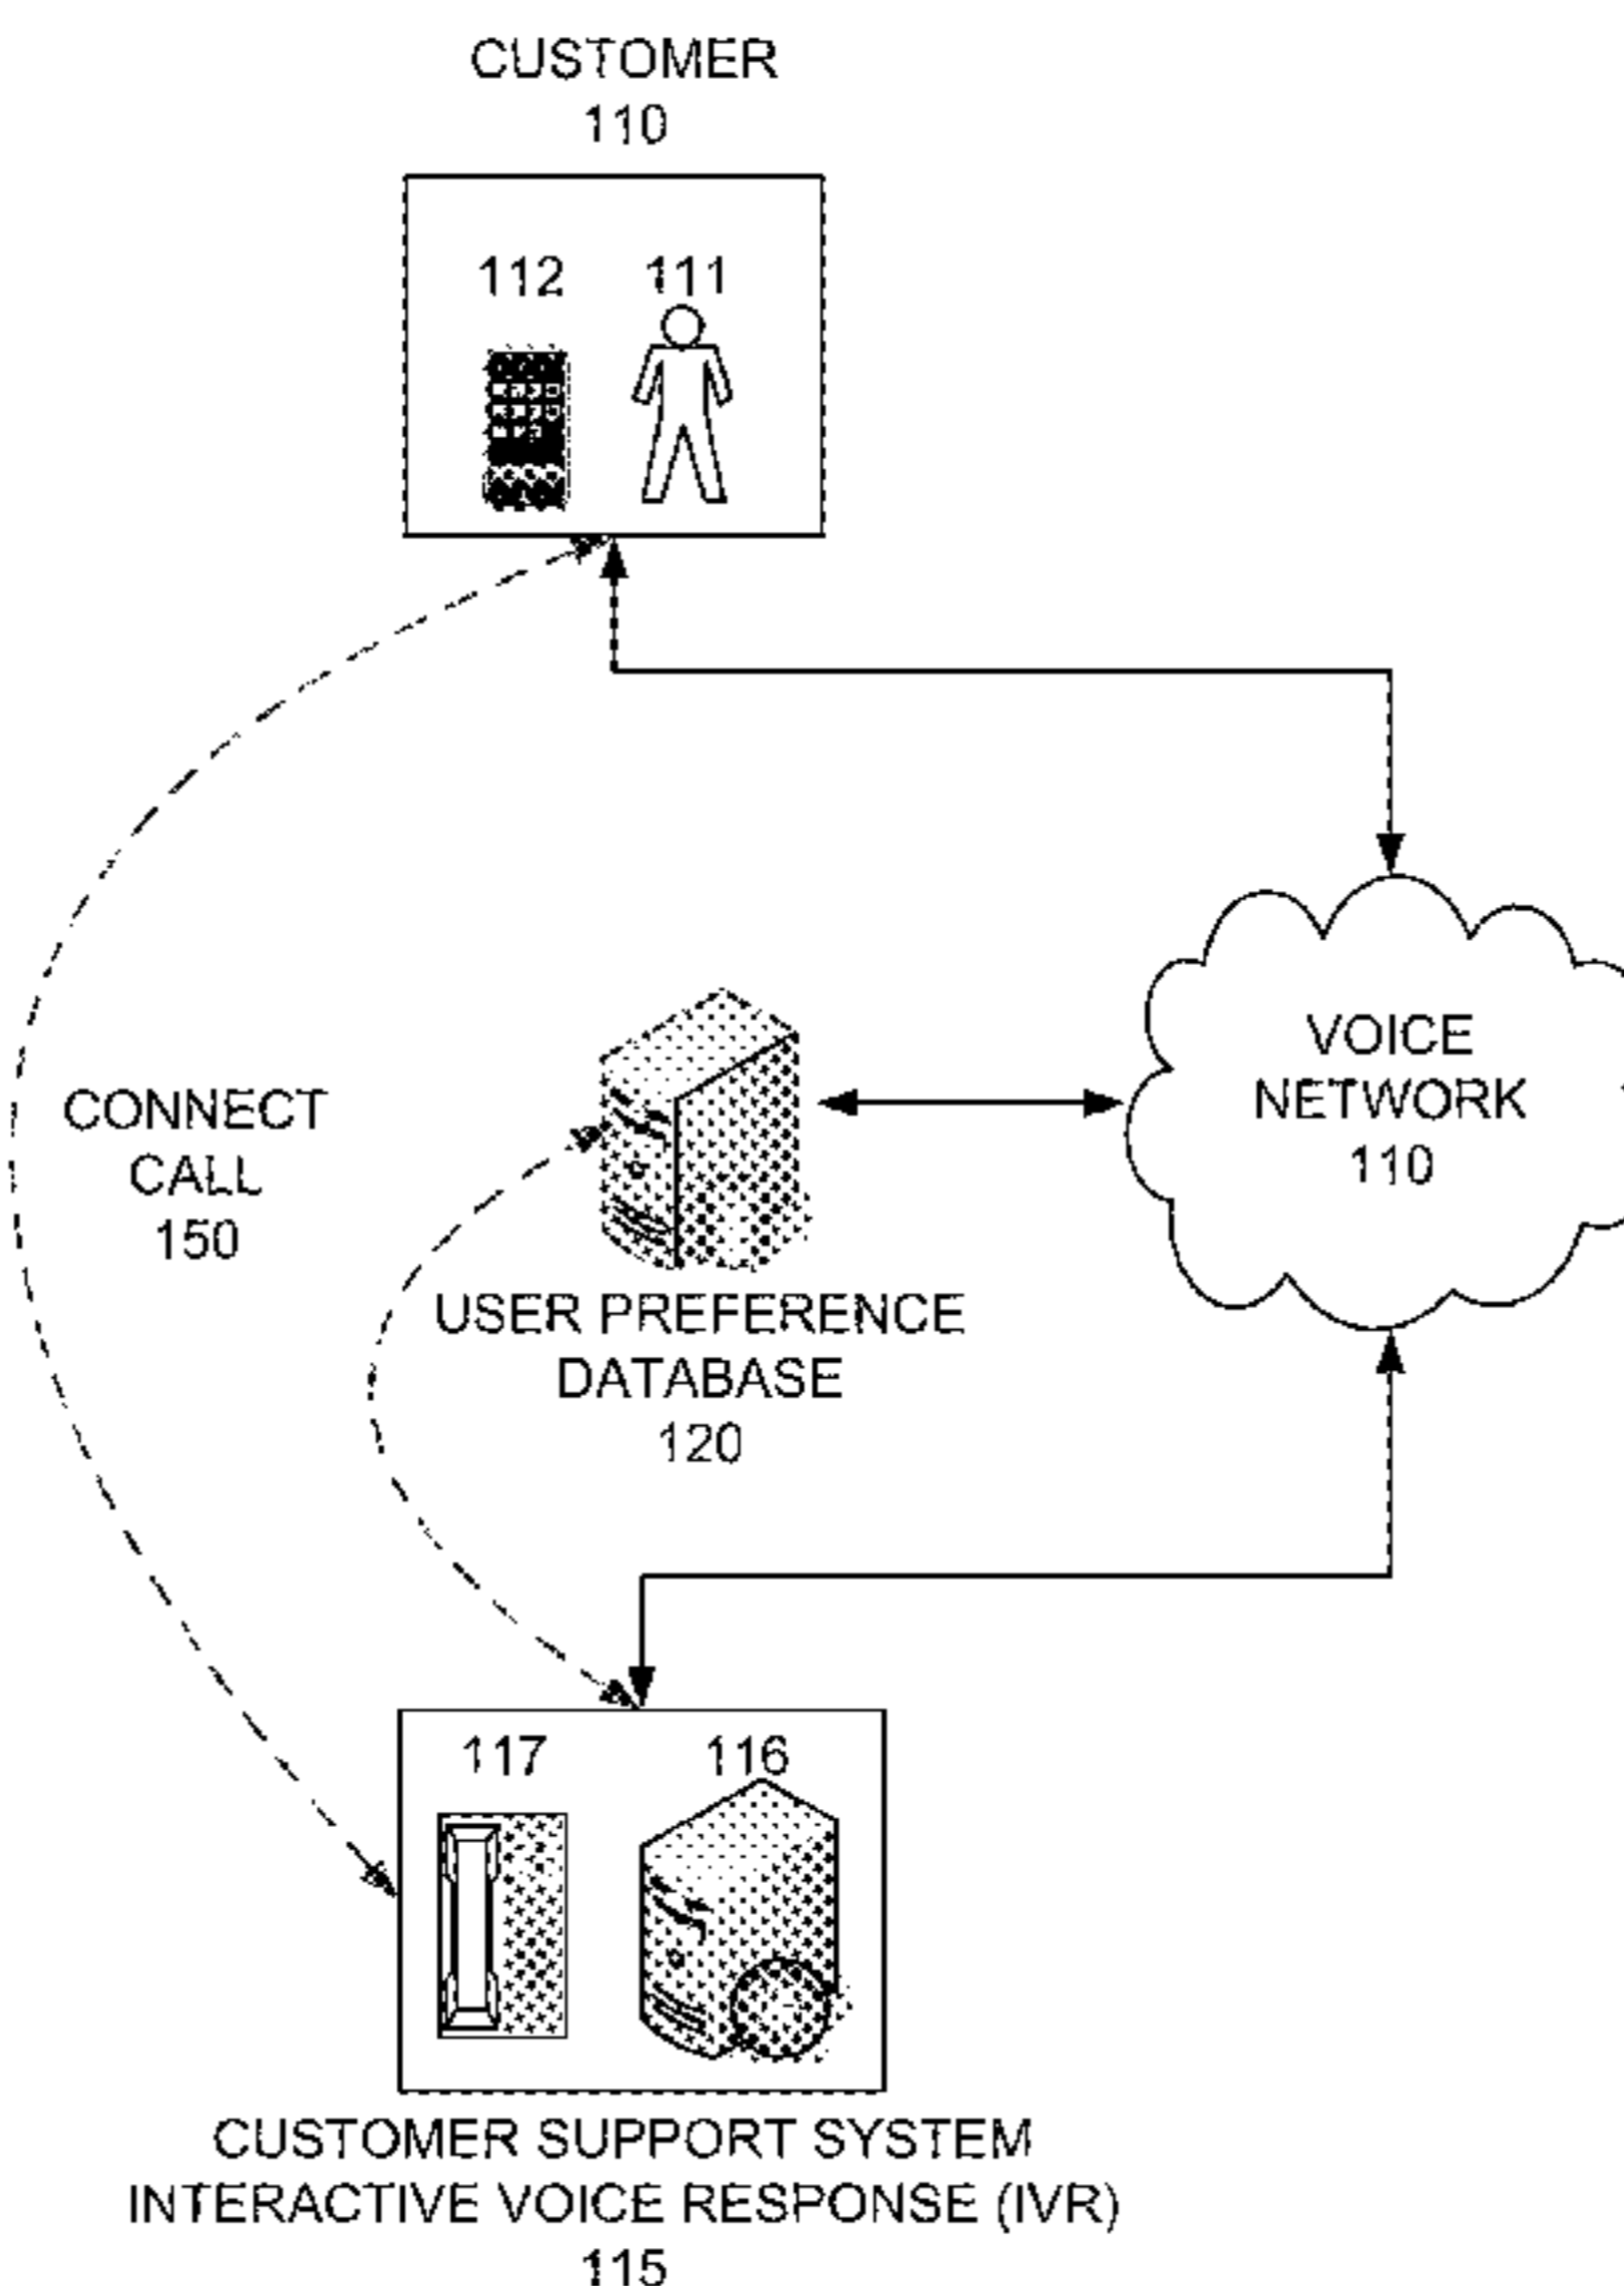 CUSTOMER
110
112
111
VOICE
NETWORK
110
CONNECT
CALL
150
USER PREFERENCE
DATABASE
120
117
116
CUSTOMER SUPPORT SYSTEM
INTERACTIVE VOICE RESPONSE (IVR)
115